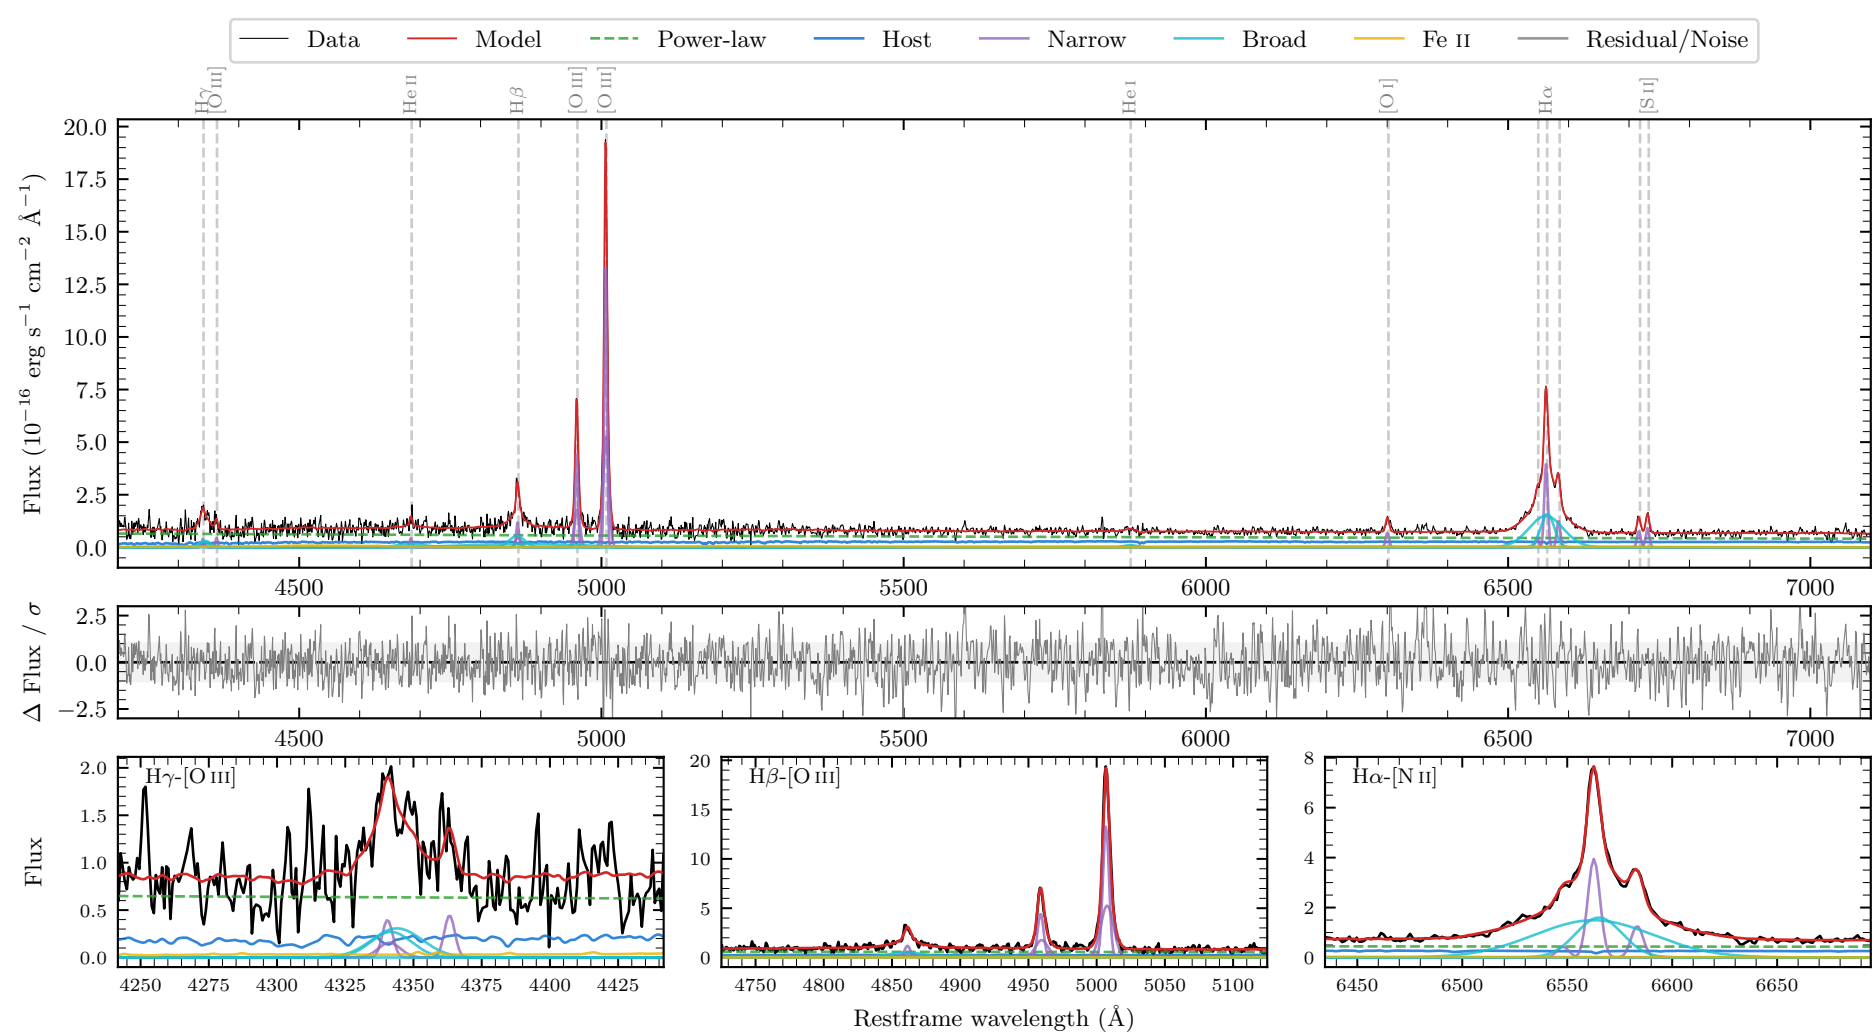 Data Model Power-law Host Narrow Broad Fe II Residual/Noise
Hγ [O III] He II Hβ [O III] [O III] He I [O I] Hα [S II]
Flux (10⁻¹⁶ erg s⁻¹ cm⁻² Å⁻¹)
20.0
17.5
15.0
12.5
10.0
7.5
5.0
2.5
0.0
4500 5000 5500 6000 6500 7000
Δ Flux / σ
2.5
0.0
−2.5
4500 5000 5500 6000 6500 7000
Flux
Hγ-[O III]
2.0
1.5
1.0
0.5
0.0
4250 4275 4300 4325 4350 4375 4400 4425
Hβ-[O III]
20
15
10
5
0
4750 4800 4850 4900 4950 5000 5050 5100
Hα-[N II]
8
6
4
2
0
6450 6500 6550 6600 6650
Restframe wavelength (Å)